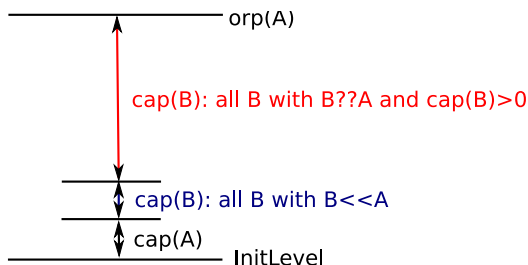 orp(A)
cap(B): all B with B??A and cap(B)>0
cap(B): all B with B<<A
cap(A)
InitLevel